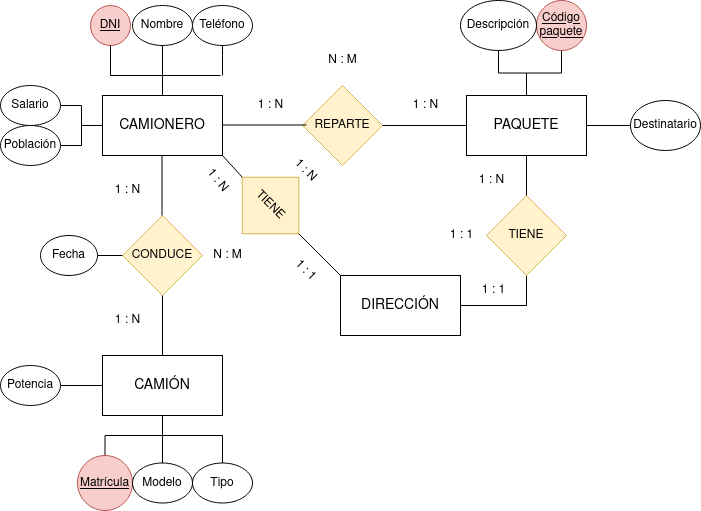 DNI
Nombre
Teléfono
Descripción
Código
paquete
N : M
Salario
Población
CAMIONERO
1 : N
REPARTE
1 : N
PAQUETE
Destinatario
1 : N
1 : N
TIENE
1 : N
1 : N
Fecha
CONDUCE
N : M
1 : 1
1 : 1
TIENE
1 : N
DIRECCIÓN
1 : 1
Potencia
CAMIÓN
Matrícula
Modelo
Tipo